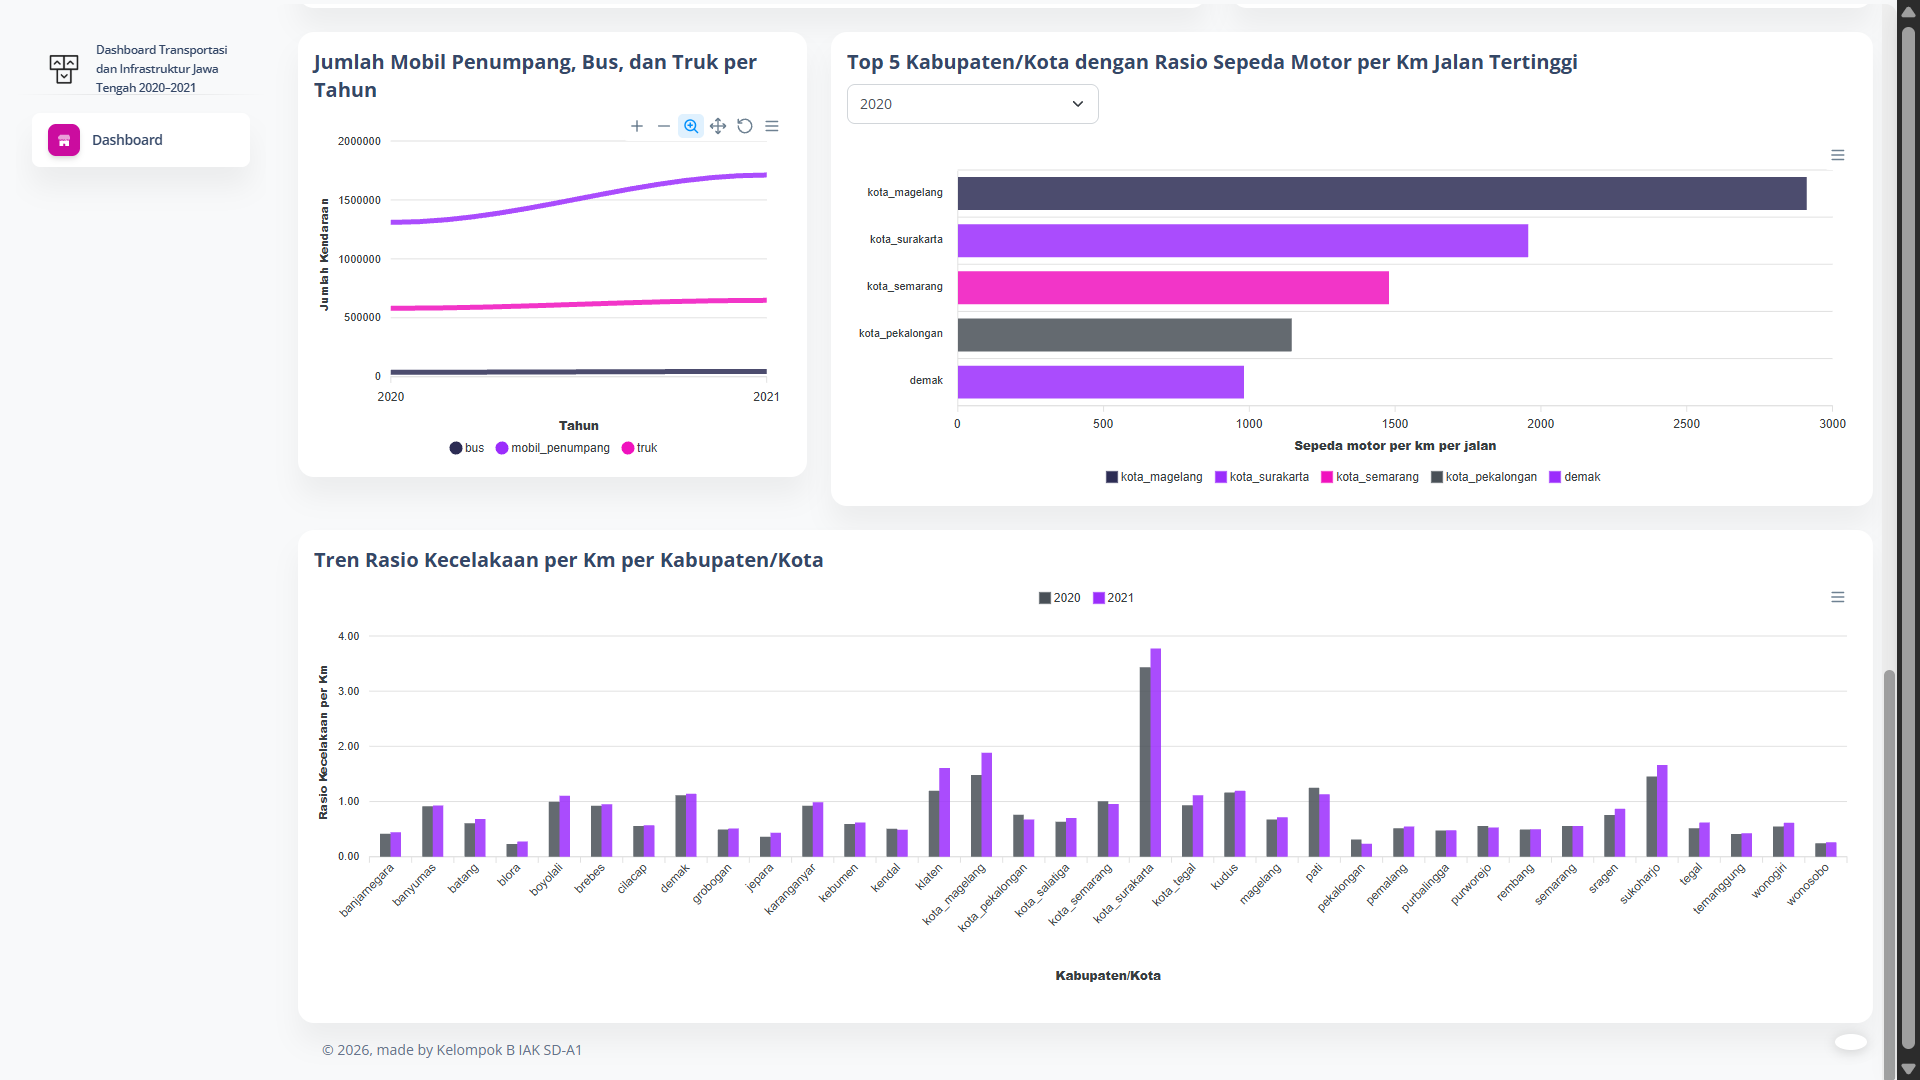 Dashboard Transportasi
dan Infrastruktur Jawa
Tengah 2020–2021
Dashboard
Jumlah Mobil Penumpang, Bus, dan Truk per
Tahun
2000000
1500000
1000000
500000
0
Jumlah Kendaraan
2020
2021
Tahun
bus
mobil_penumpang
truk
Top 5 Kabupaten/Kota dengan Rasio Sepeda Motor per Km Jalan Tertinggi
2020
kota_magelang
kota_surakarta
kota_semarang
kota_pekalongan
demak
0
500
1000
1500
2000
2500
3000
Sepeda motor per km per jalan
kota_magelang
kota_surakarta
kota_semarang
kota_pekalongan
demak
Tren Rasio Kecelakaan per Km per Kabupaten/Kota
2020
2021
4.00
3.00
2.00
1.00
0.00
Rasio Kecelakaan per Km
banjarnegara
banyumas
batang
blora
boyolali
brebes
cilacap
demak
grobogan
jepara
karanganyar
kebumen
kendal
klaten
kota_magelang
kota_pekalongan
kota_salatiga
kota_semarang
kota_surakarta
kota_tegal
kudus
magelang
pati
pekalongan
pemalang
purbalingga
purworejo
rembang
semarang
sragen
sukoharjo
tegal
temanggung
wonogiri
wonosobo
Kabupaten/Kota
© 2026, made by Kelompok B IAK SD-A1